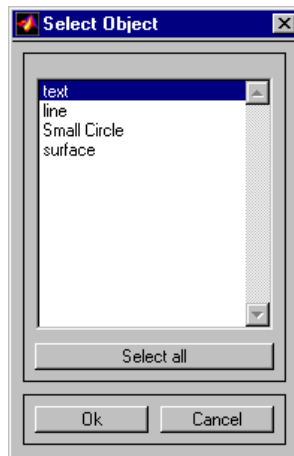 Select Object
text
line
Small Circle
surface
Select all
Ok Cancel